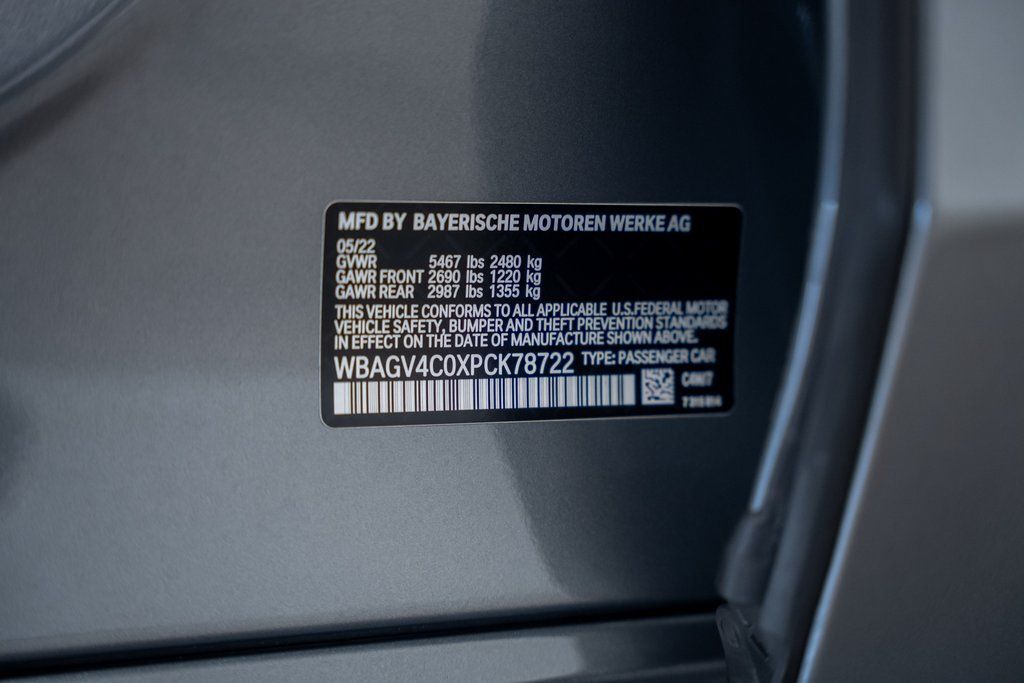 MFD BY BAYERISCHE MOTOREN WERKE AG
05/22
GVWR 5467 lbs 2480 kg
GAWR FRONT 2690 lbs 1220 kg
GAWR REAR 2987 lbs 1355 kg
THIS VEHICLE CONFORMS TO ALL APPLICABLE U.S.FEDERAL MOTOR
VEHICLE SAFETY, BUMPER AND THEFT PREVENTION STANDARDS
IN EFFECT ON THE DATE OF MANUFACTURE SHOWN ABOVE.
WBAGV4C0XPCK78722 TYPE: PASSENGER CAR